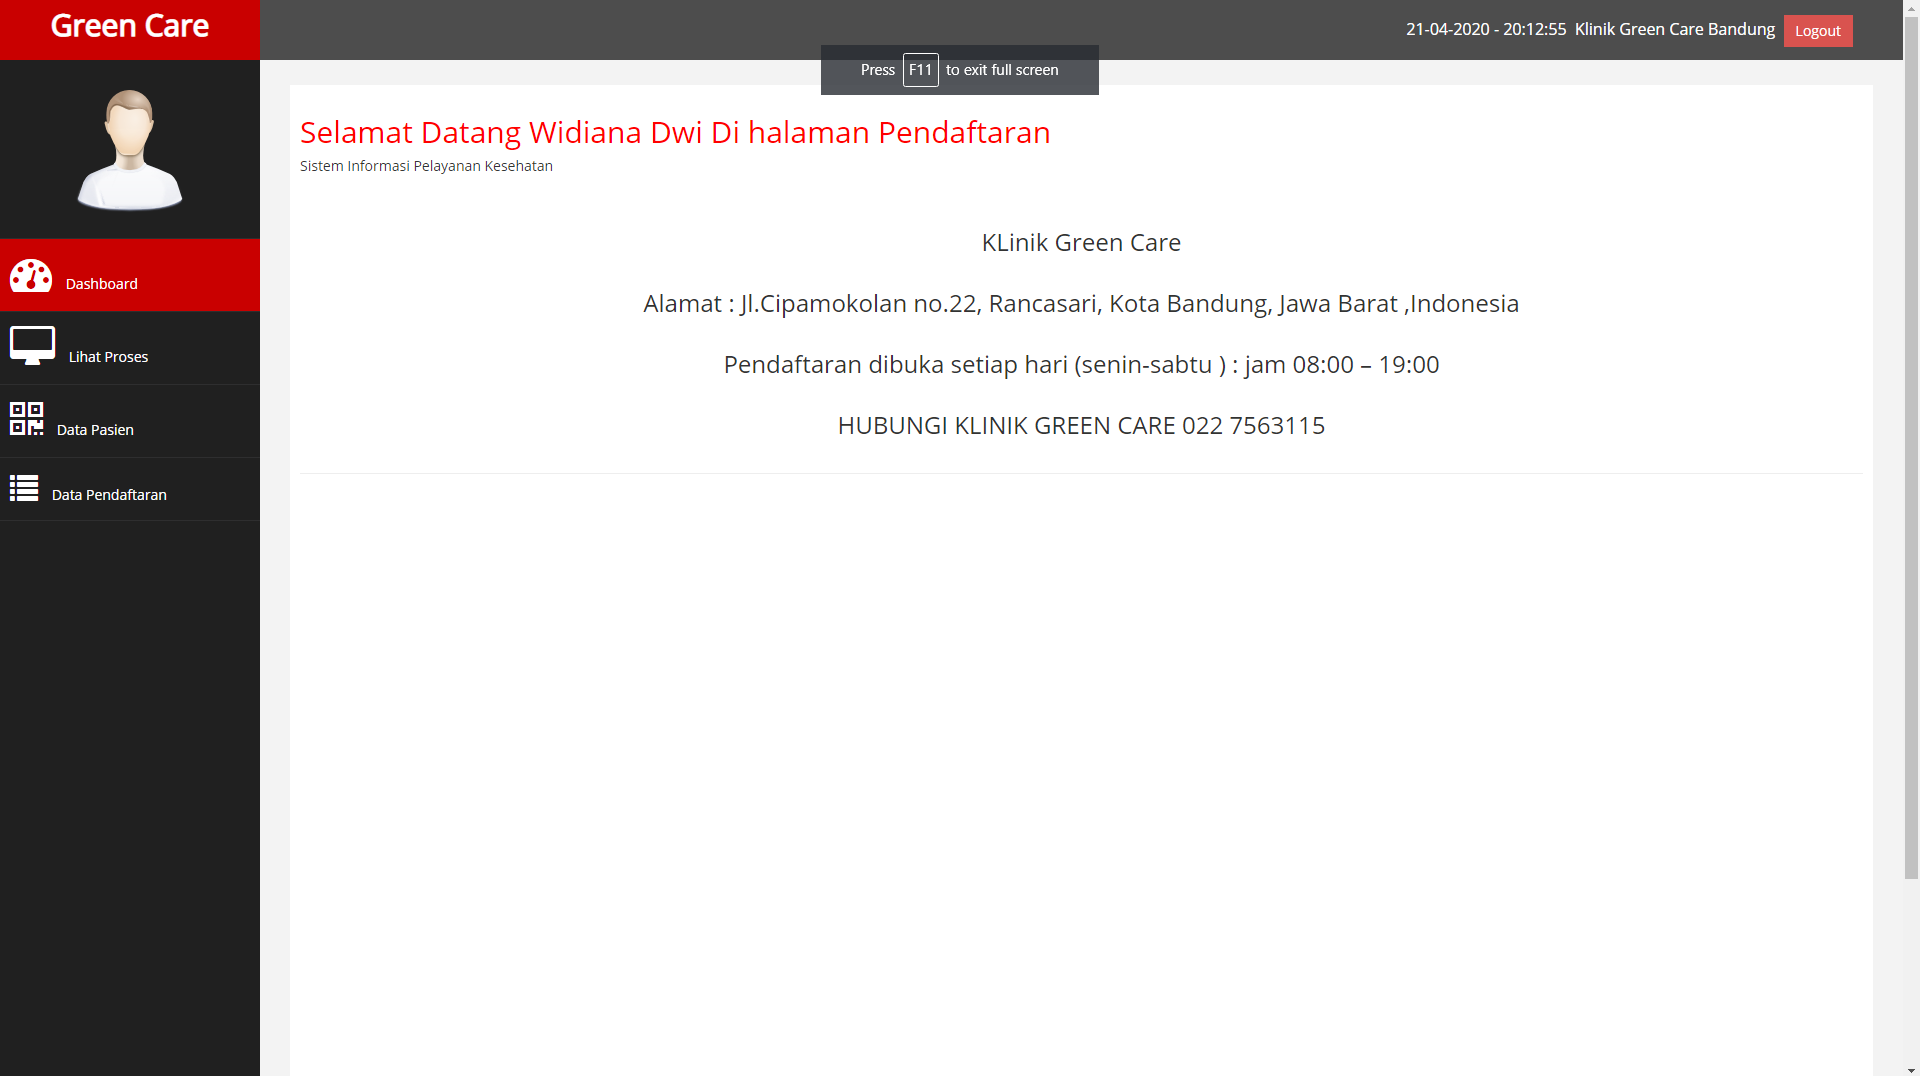 Green Care
21-04-2020 - 20:12:55 Klinik Green Care Bandung Logout
Press F11 to exit full screen
Selamat Datang Widiana Dwi Di halaman Pendaftaran
Sistem Informasi Pelayanan Kesehatan
KLinik Green Care
Alamat : Jl.Cipamokolan no.22, Rancasari, Kota Bandung, Jawa Barat ,Indonesia
Pendaftaran dibuka setiap hari (senin-sabtu ) : jam 08:00 – 19:00
HUBUNGI KLINIK GREEN CARE 022 7563115
Dashboard
Lihat Proses
Data Pasien
Data Pendaftaran